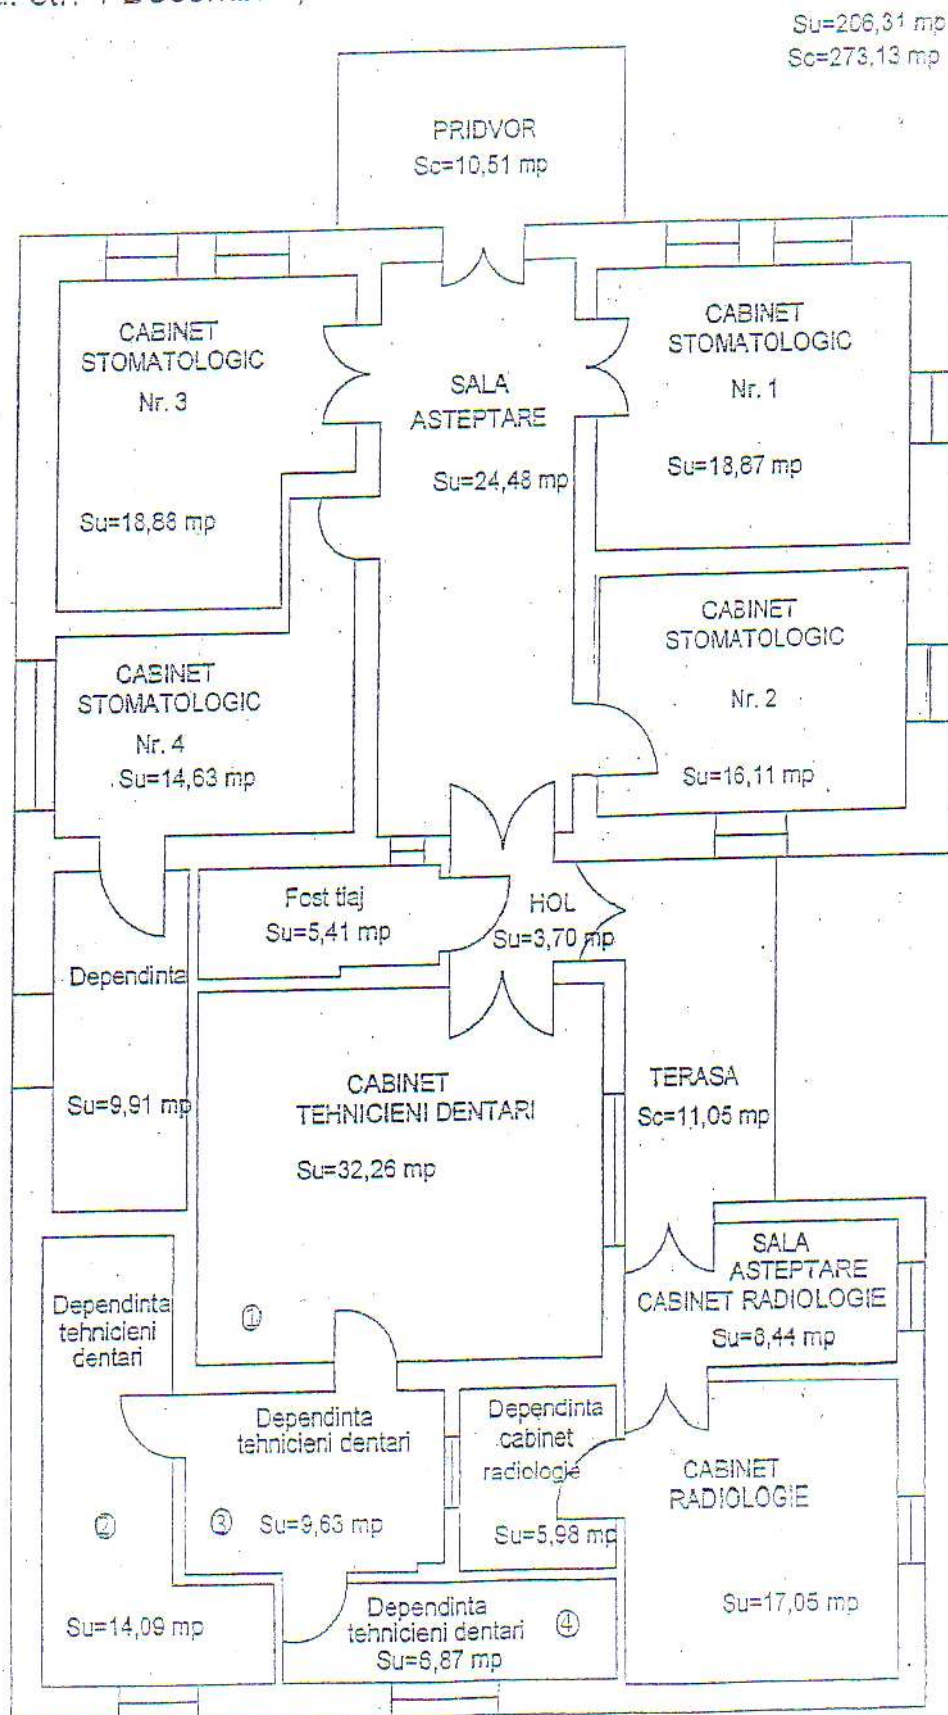 Su=206,31 mp
Sc=273,13 mp
PRIDVOR
Sc=10,51 mp
CABINET
STOMATOLOGIC
Nr. 3
Su=18,88 mp
SALA
ASTEPTARE
Su=24,48 mp
CABINET
STOMATOLOGIC
Nr. 1
Su=18,87 mp
CABINET
STOMATOLOGIC
Nr. 2
Su=16,11 mp
CABINET
STOMATOLOGIC
Nr. 4
Su=14,63 mp
Fost tiaj
Su=5,41 mp
HOL
Su=3,70 mp
Dependinta
Su=9,91 mp
CABINET
TEHNICIENI DENTARI
Su=32,26 mp
1
TERASA
Sc=11,05 mp
SALA
ASTEPTARE
CABINET RADIOLOGIE
Su=8,44 mp
Dependinta
tehnicieni
dentari
2
Su=14,09 mp
Dependinta
tehnicieni dentari
3 Su=9,63 mp
Dependinta
cabinet
radiologie
Su=5,98 mp
CABINET
RADIOLOGIE
Su=17,05 mp
Dependinta
tehnicieni dentari 4
Su=6,87 mp